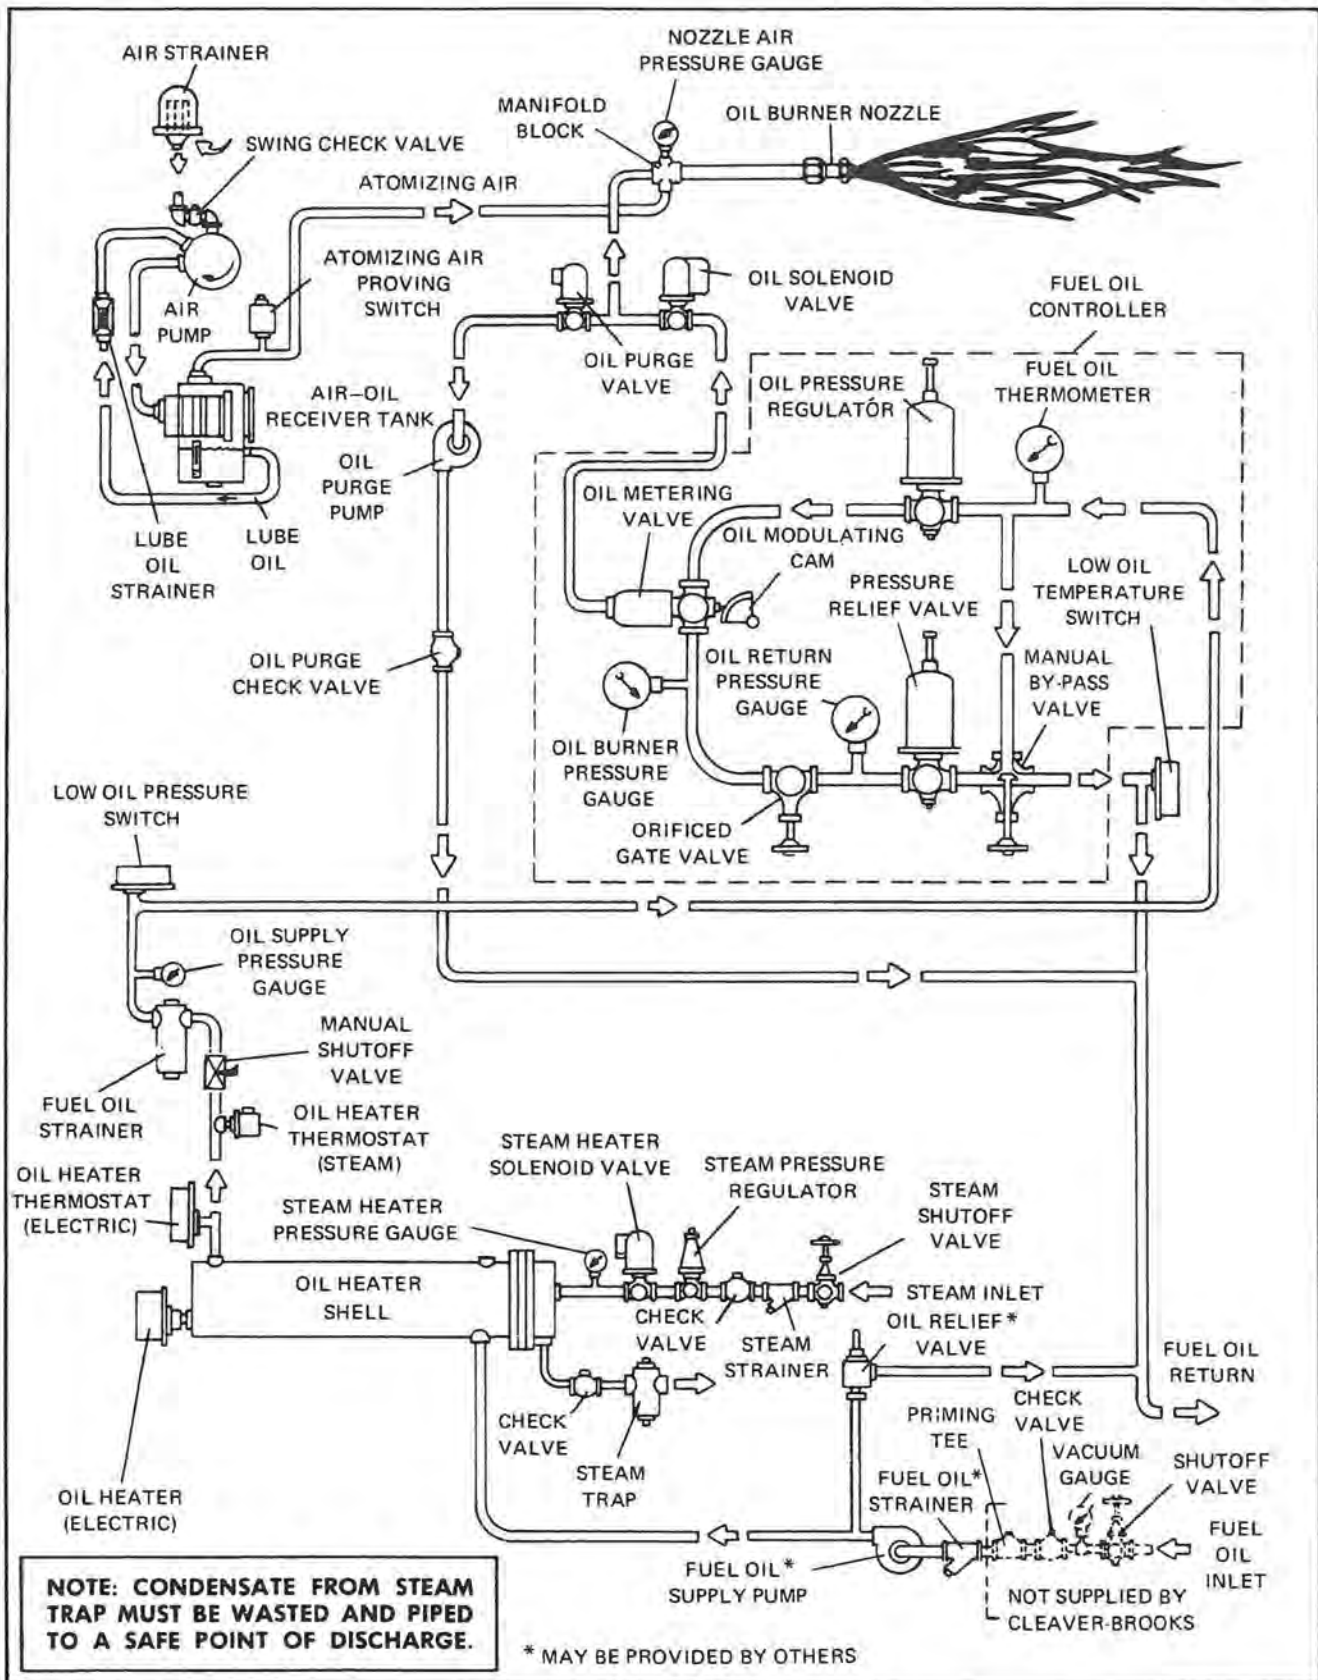 AIR STRAINER
SWING CHECK VALVE
ATOMIZING AIR
NOZZLE AIR
PRESSURE GAUGE
MANIFOLD
BLOCK
OIL BURNER NOZZLE
ATOMIZING AIR
PROVING
SWITCH
AIR
PUMP
AIR–OIL
RECEIVER TANK
LUBE
OIL
STRAINER
LUBE
OIL
OIL SOLENOID
VALVE
OIL PURGE
VALVE
OIL
PURGE
PUMP
FUEL OIL
CONTROLLER
OIL PRESSURE
REGULATOR
FUEL OIL
THERMOMETER
OIL METERING
VALVE
OIL MODULATING
CAM
PRESSURE
RELIEF VALVE
LOW OIL
TEMPERATURE
SWITCH
OIL PURGE
CHECK VALVE
OIL RETURN
PRESSURE
GAUGE
MANUAL
BY-PASS
VALVE
OIL BURNER
PRESSURE
GAUGE
ORIFICED
GATE VALVE
LOW OIL PRESSURE
SWITCH
OIL SUPPLY
PRESSURE
GAUGE
MANUAL
SHUTOFF
VALVE
FUEL OIL
STRAINER
OIL HEATER
THERMOSTAT
(STEAM)
OIL HEATER
THERMOSTAT
(ELECTRIC)
STEAM HEATER
PRESSURE GAUGE
STEAM HEATER
SOLENOID VALVE
STEAM PRESSURE
REGULATOR
STEAM
SHUTOFF
VALVE
OIL HEATER
SHELL
CHECK
VALVE
STEAM
STRAINER
STEAM INLET
OIL RELIEF*
VALVE
CHECK
VALVE
STEAM
TRAP
OIL HEATER
(ELECTRIC)
FUEL OIL
RETURN
PRIMING
TEE
CHECK
VALVE
VACUUM
GAUGE
SHUTOFF
VALVE
FUEL OIL*
STRAINER
FUEL
OIL
INLET
FUEL OIL*
SUPPLY PUMP
NOT SUPPLIED BY
CLEAVER-BROOKS
NOTE: CONDENSATE FROM STEAM
TRAP MUST BE WASTED AND PIPED
TO A SAFE POINT OF DISCHARGE.
* MAY BE PROVIDED BY OTHERS